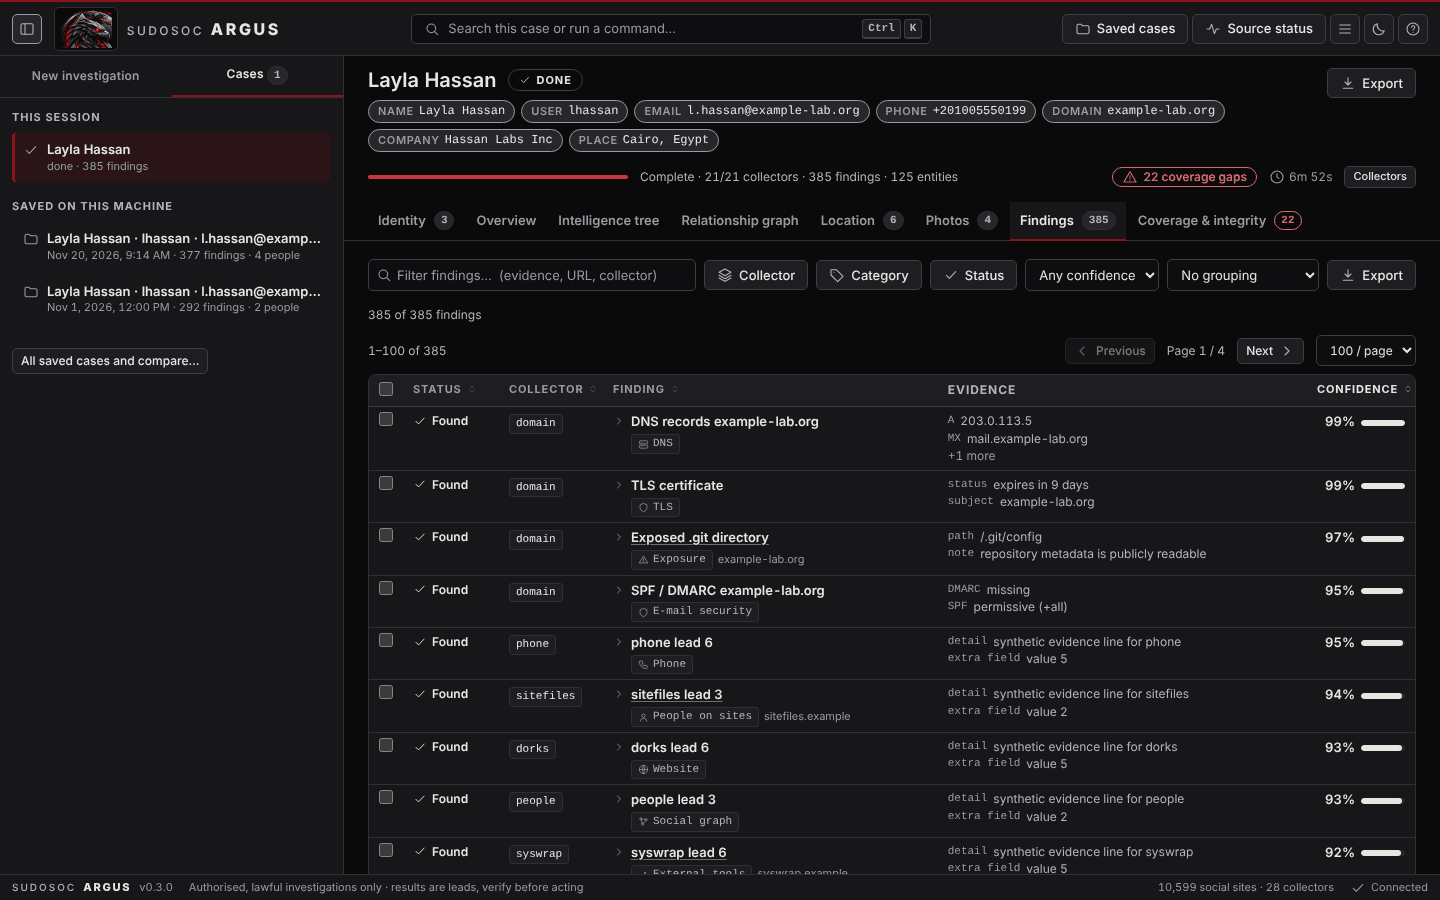 SUDOSOC ARGUS
Search this case or run a command...
Ctrl K
Saved cases
Source status
New investigation
Cases 1
THIS SESSION
Layla Hassan
done · 385 findings
SAVED ON THIS MACHINE
Layla Hassan · lhassan · l.hassan@examp...
Nov 20, 2026, 9:14 AM · 377 findings · 4 people
Layla Hassan · lhassan · l.hassan@examp...
Nov 1, 2026, 12:00 PM · 292 findings · 2 people
All saved cases and compare...
Layla Hassan DONE
Export
NAME Layla Hassan USER lhassan EMAIL l.hassan@example-lab.org PHONE +201005550199 DOMAIN example-lab.org
COMPANY Hassan Labs Inc PLACE Cairo, Egypt
Complete · 21/21 collectors · 385 findings · 125 entities
22 coverage gaps 6m 52s Collectors
Identity 3 Overview Intelligence tree Relationship graph Location 6 Photos 4 Findings 385 Coverage & integrity 22
Filter findings... (evidence, URL, collector) Collector Category Status Any confidence No grouping Export
385 of 385 findings
1–100 of 385
Previous Page 1 / 4 Next 100 / page
STATUS COLLECTOR FINDING EVIDENCE CONFIDENCE
Found domain DNS records example-lab.org A 203.0.113.5 99%
DNS MX mail.example-lab.org
+1 more
Found domain TLS certificate status expires in 9 days 99%
TLS subject example-lab.org
Found domain Exposed .git directory path /.git/config 97%
Exposure example-lab.org note repository metadata is publicly readable
Found domain SPF / DMARC example-lab.org DMARC missing 95%
E-mail security SPF permissive (+all)
Found phone phone lead 6 detail synthetic evidence line for phone 95%
Phone extra field value 5
Found sitefiles sitefiles lead 3 detail synthetic evidence line for sitefiles 94%
People on sites sitefiles.example extra field value 2
Found dorks dorks lead 6 detail synthetic evidence line for dorks 93%
Website extra field value 5
Found people people lead 3 detail synthetic evidence line for people 93%
Social graph extra field value 2
Found syswrap syswrap lead 6 detail synthetic evidence line for syswrap 92%
External tools syswrap.example extra field value 5
SUDOSOC ARGUS v0.3.0 Authorised, lawful investigations only · results are leads, verify before acting
10,599 social sites · 28 collectors Connected